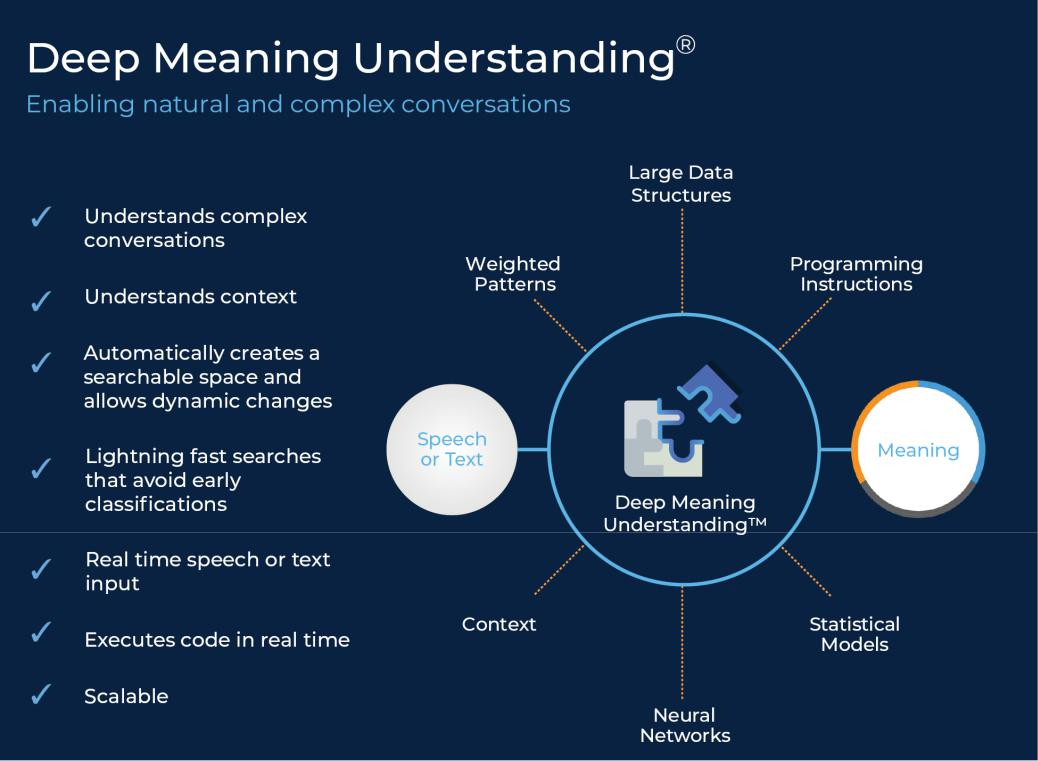 Deep Meaning Understanding®
Enabling natural and complex conversations
Understands complex
conversations
Understands context
Automatically creates a
searchable space and
allows dynamic changes
Lightning fast searches
that avoid early
classifications
Real time speech or text
input
Executes code in real time
Scalable
Large Data
Structures
Weighted
Patterns
Programming
Instructions
Speech
or Text
Deep Meaning
Understanding™
Meaning
Context
Statistical
Models
Neural
Networks